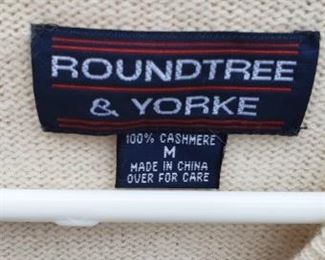 ROUNDTREE
& YORKE
100% CASHMERE
M
MADE IN CHINA
OVER FOR CARE